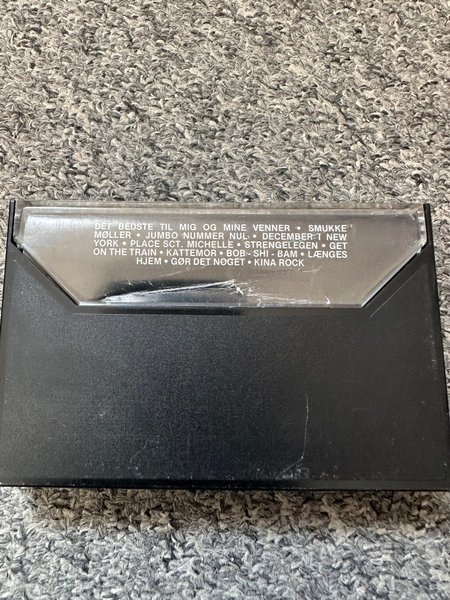 DET BEDSTE TIL MIG OG MINE VENNER • SMUKKE
MØLLER • JUMBO NUMMER NUL • DECEMBER I NEW
YORK • PLACE SCT. MICHELLE • STRENGELEGEN • GET
ON THE TRAIN • KATTEMOR • BOB - SH! - BAM • LÆNGES
HJEM • GØR DET NOGET • KINA ROCK